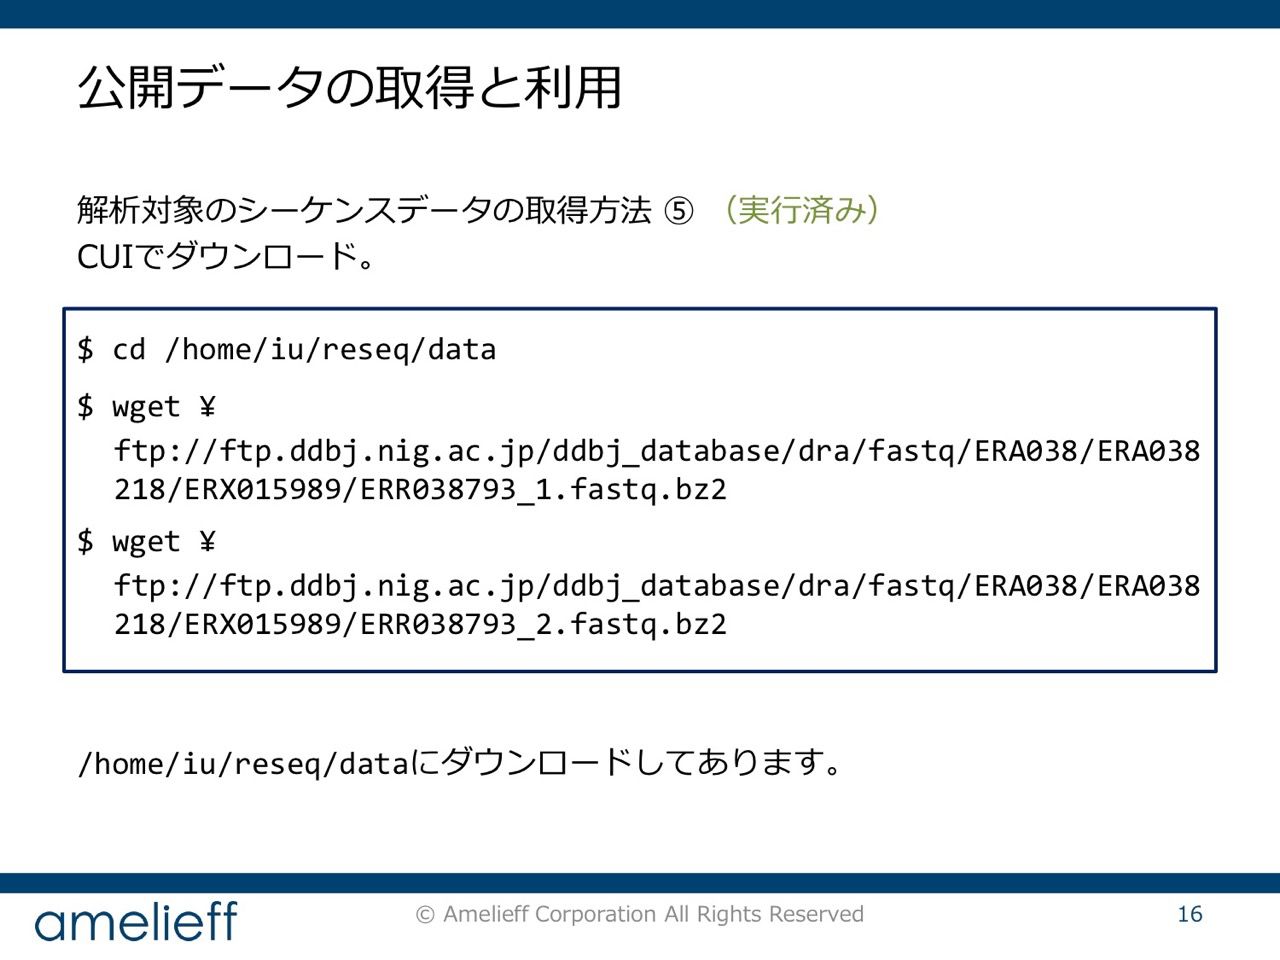 公開データの取得と利用
解析対象のシーケンスデータの取得方法 ⑤ （実行済み）
CUIでダウンロード。
$ cd /home/iu/reseq/data
$ wget ¥
ftp://ftp.ddbj.nig.ac.jp/ddbj_database/dra/fastq/ERA038/ERA038
218/ERX015989/ERR038793_1.fastq.bz2
$ wget ¥
ftp://ftp.ddbj.nig.ac.jp/ddbj_database/dra/fastq/ERA038/ERA038
218/ERX015989/ERR038793_2.fastq.bz2
/home/iu/reseq/dataにダウンロードしてあります。
amelieff
© Amelieff Corporation All Rights Reserved
16